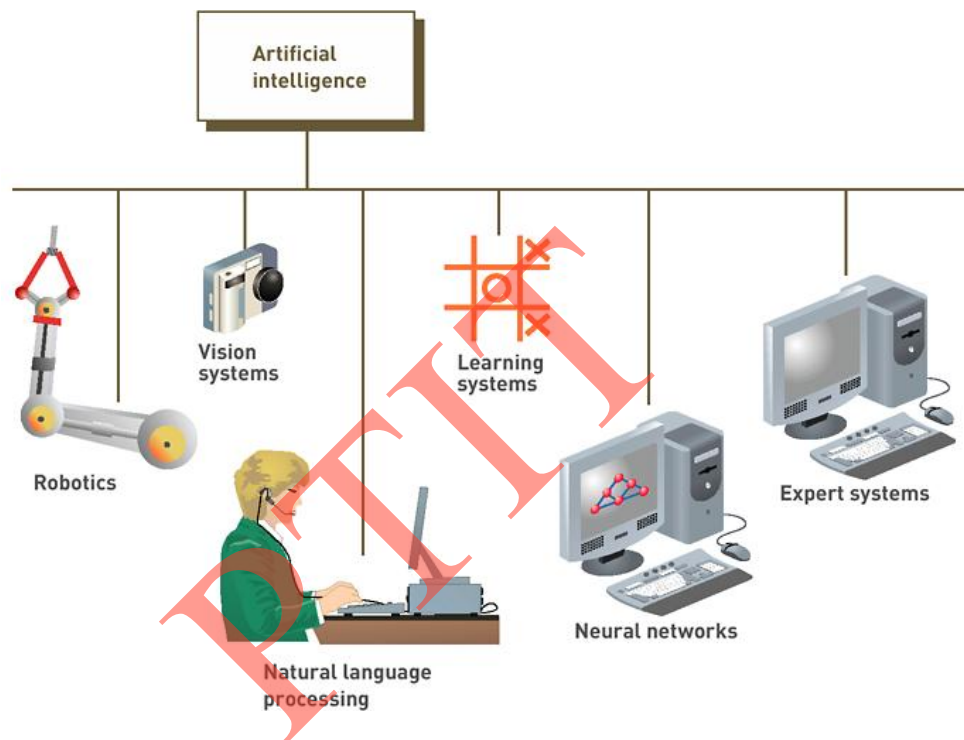 Artificial
intelligence
Vision
systems
Learning
systems
Robotics
Expert systems
Neural networks
Natural language
processing
PTIT